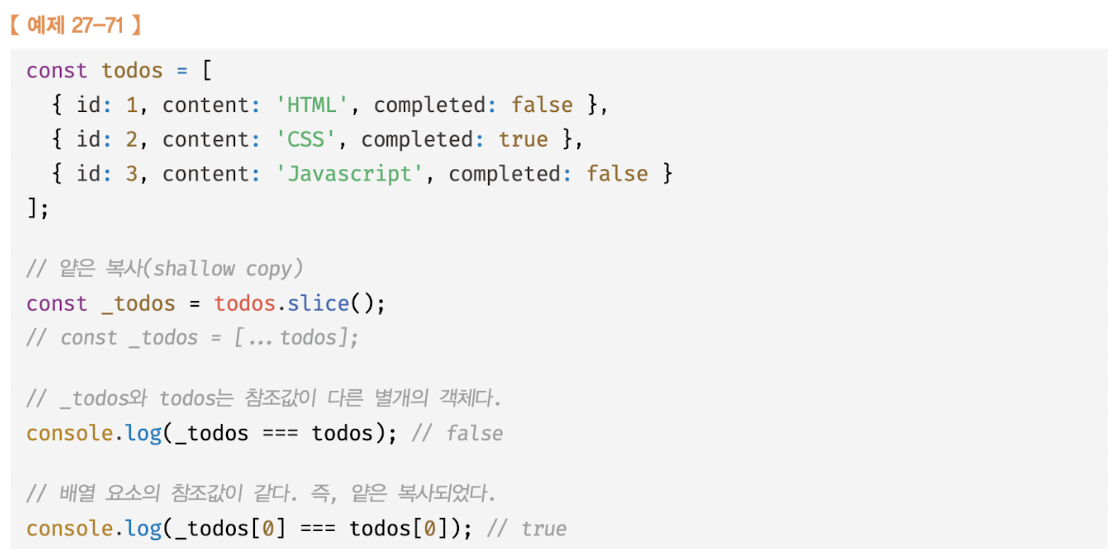 【 예제 27-71 】
const todos = [
  { id: 1, content: 'HTML', completed: false },
  { id: 2, content: 'CSS', completed: true },
  { id: 3, content: 'Javascript', completed: false }
];
// 얕은 복사(shallow copy)
const _todos = todos.slice();
// const _todos = [...todos];
// _todos와 todos는 참조값이 다른 별개의 객체다.
console.log(_todos === todos); // false
// 배열 요소의 참조값이 같다. 즉, 얕은 복사되었다.
console.log(_todos[0] === todos[0]); // true